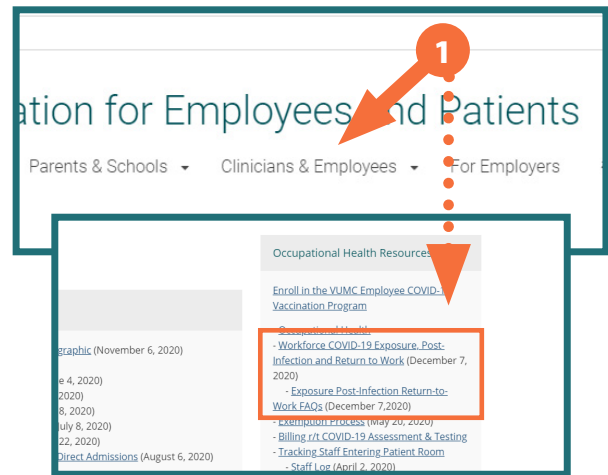 1
ation for Employees and Patients
Parents & Schools Clinicians & Employees For Employers
graphic (November 6, 2020)
e 4, 2020)
2020)
8, 2020)
uly 8, 2020)
22, 2020)
Direct Admissions (August 6, 2020)
Occupational Health Resources
Enroll in the VUMC Employee COVID-1
Vaccination Program
- Occupational Health
- Workforce COVID-19 Exposure, Post-
Infection and Return to Work (December 7,
2020)
- Exposure Post-Infection Return-to-
Work FAQs (December 7,2020)
- Exemption Process (May 20, 2020)
- Billing r/t COVID-19 Assessment & Testing
- Tracking Staff Entering Patient Room
- Staff Log (April 2, 2020)